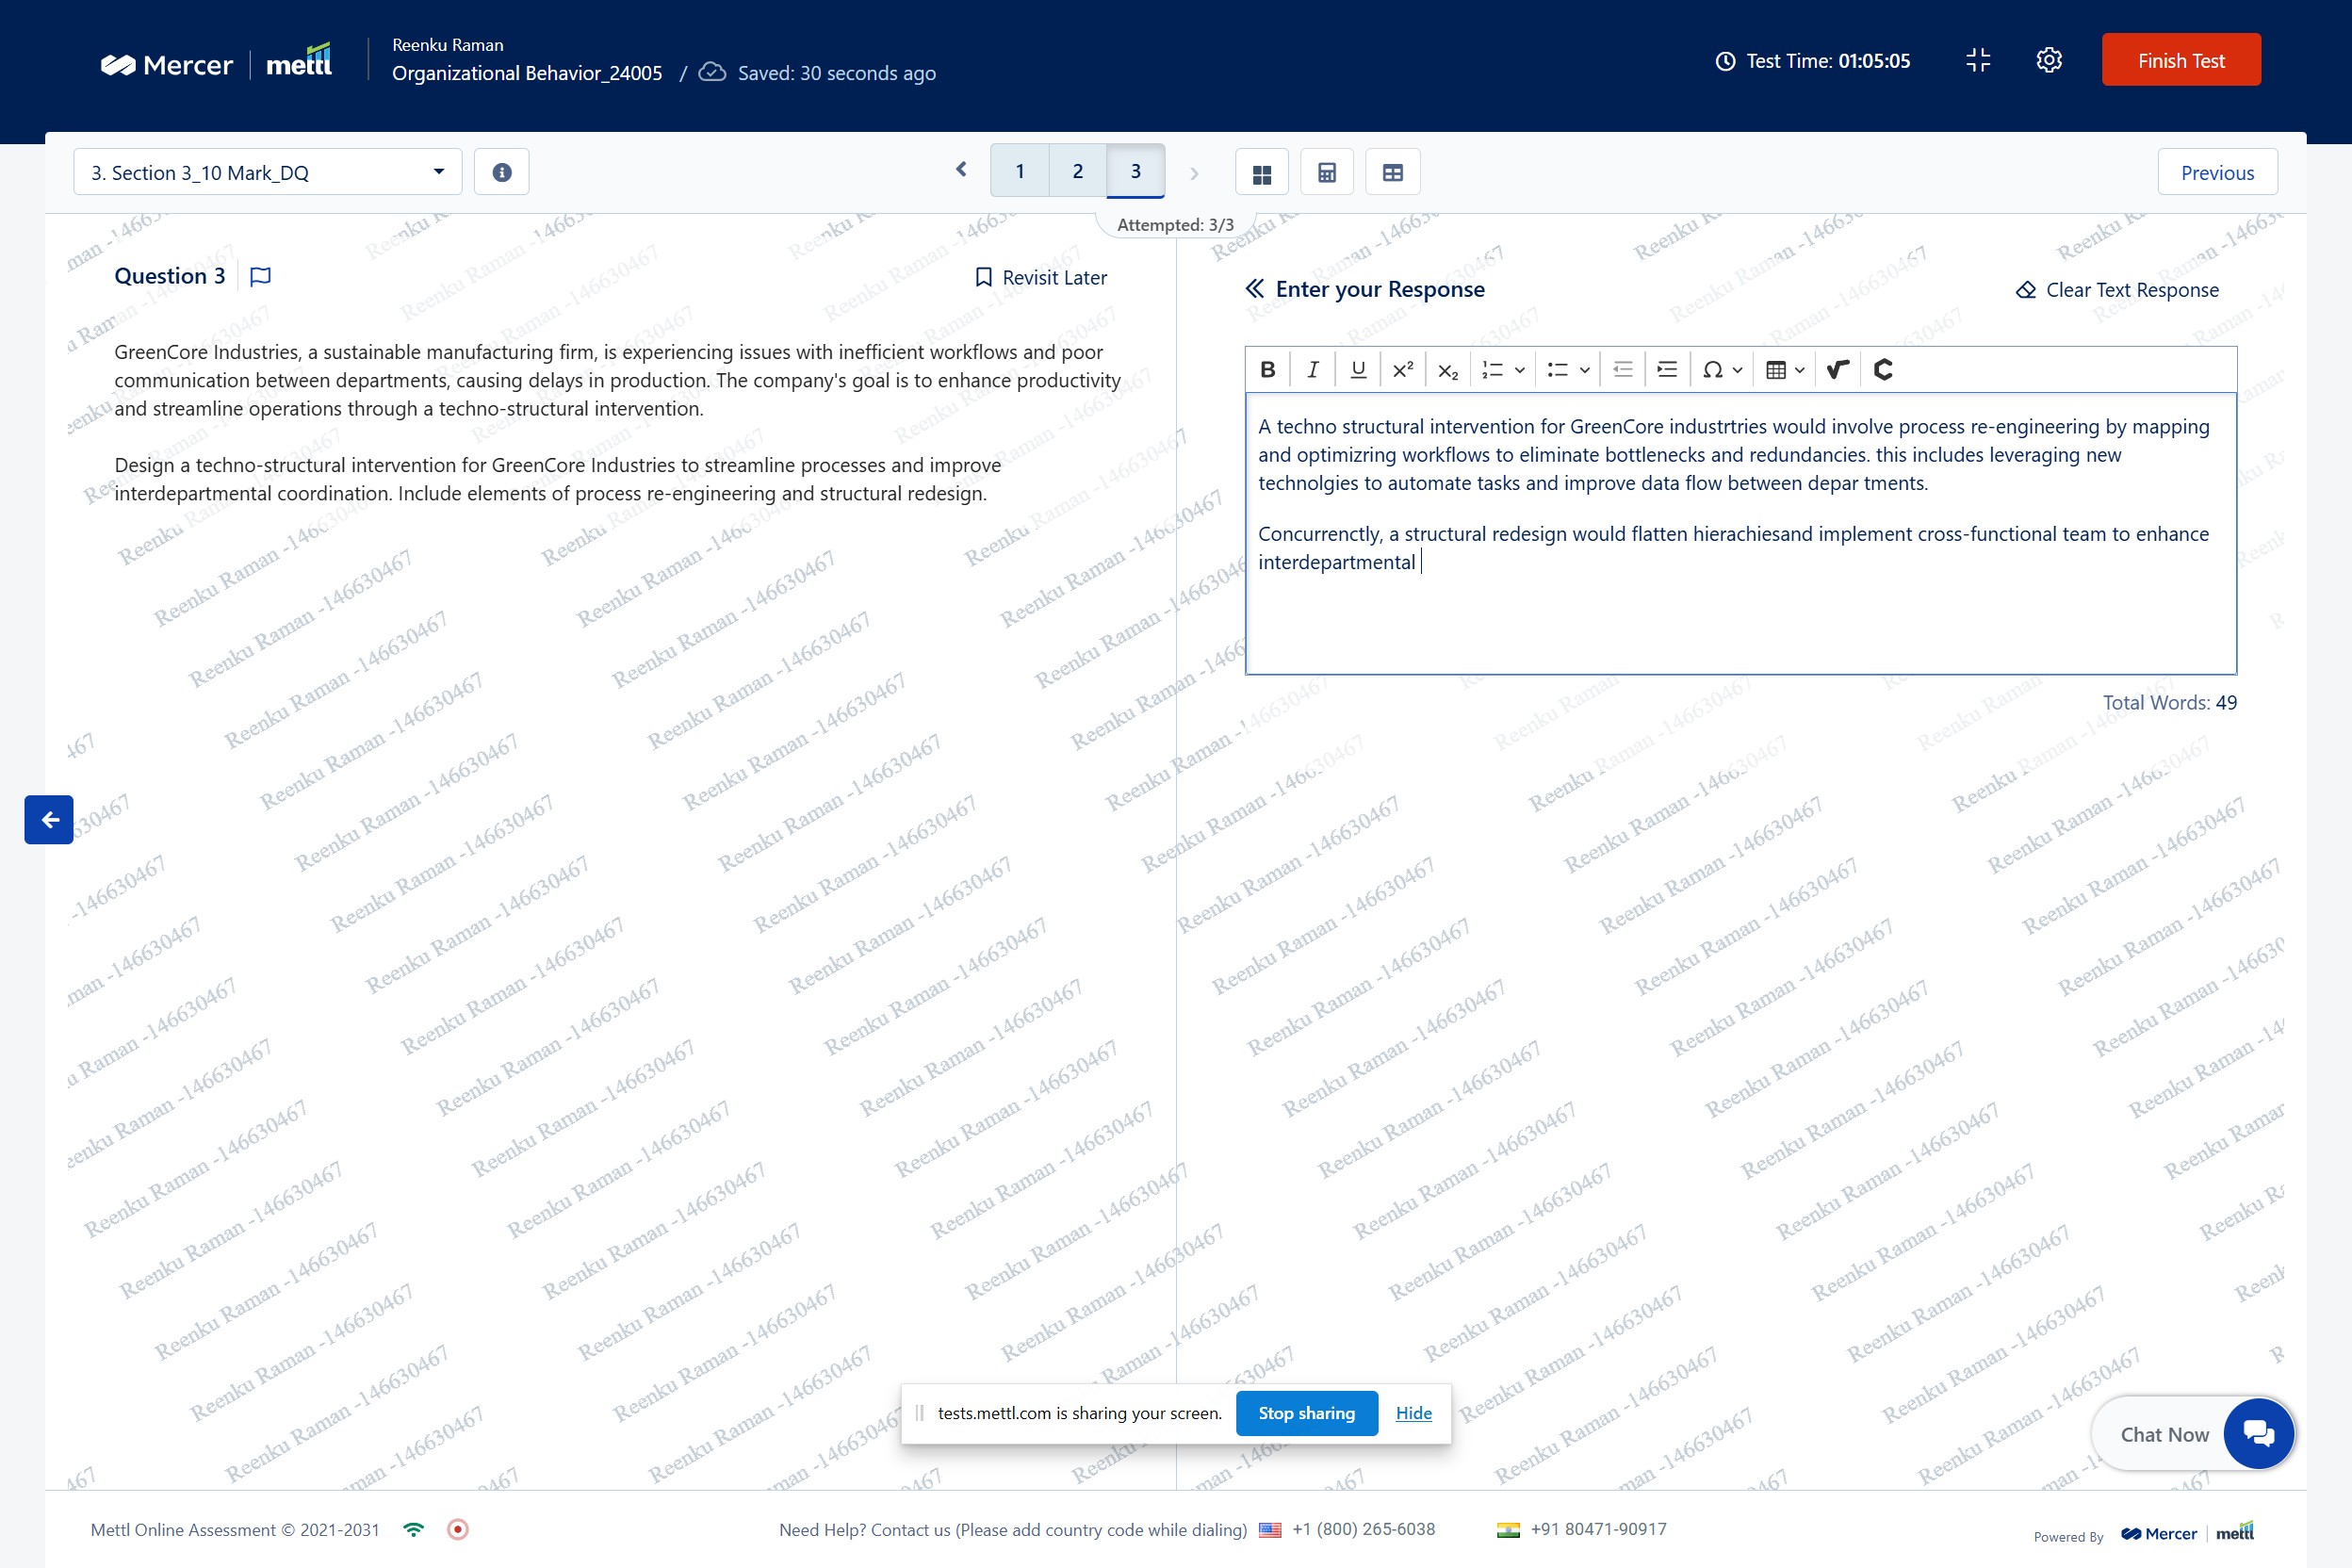 Mercer | mettl
Reenku Raman
Organizational Behavior_24005 / Saved: 30 seconds ago
Test Time: 01:05:05
Finish Test
3. Section 3_10 Mark_DQ
1 2 3
Previous
Attempted: 3/3
Question 3
Revisit Later
GreenCore Industries, a sustainable manufacturing firm, is experiencing issues with inefficient workflows and poor
communication between departments, causing delays in production. The company's goal is to enhance productivity
and streamline operations through a techno-structural intervention.
Design a techno-structural intervention for GreenCore Industries to streamline processes and improve
interdepartmental coordination. Include elements of process re-engineering and structural redesign.
Enter your Response
Clear Text Response
A techno structural intervention for GreenCore industrtries would involve process re-engineering by mapping
and optimizring workflows to eliminate bottlenecks and redundancies. this includes leveraging new
technolgies to automate tasks and improve data flow between depar tments.
Concurrenctly, a structural redesign would flatten hierachiesand implement cross-functional team to enhance
interdepartmental
Total Words: 49
Reenku Raman -146630467
tests.mettl.com is sharing your screen.
Stop sharing
Hide
Chat Now
Mettl Online Assessment © 2021-2031
Need Help? Contact us (Please add country code while dialing) +1 (800) 265-6038 +91 80471-90917
Powered By Mercer | mettl